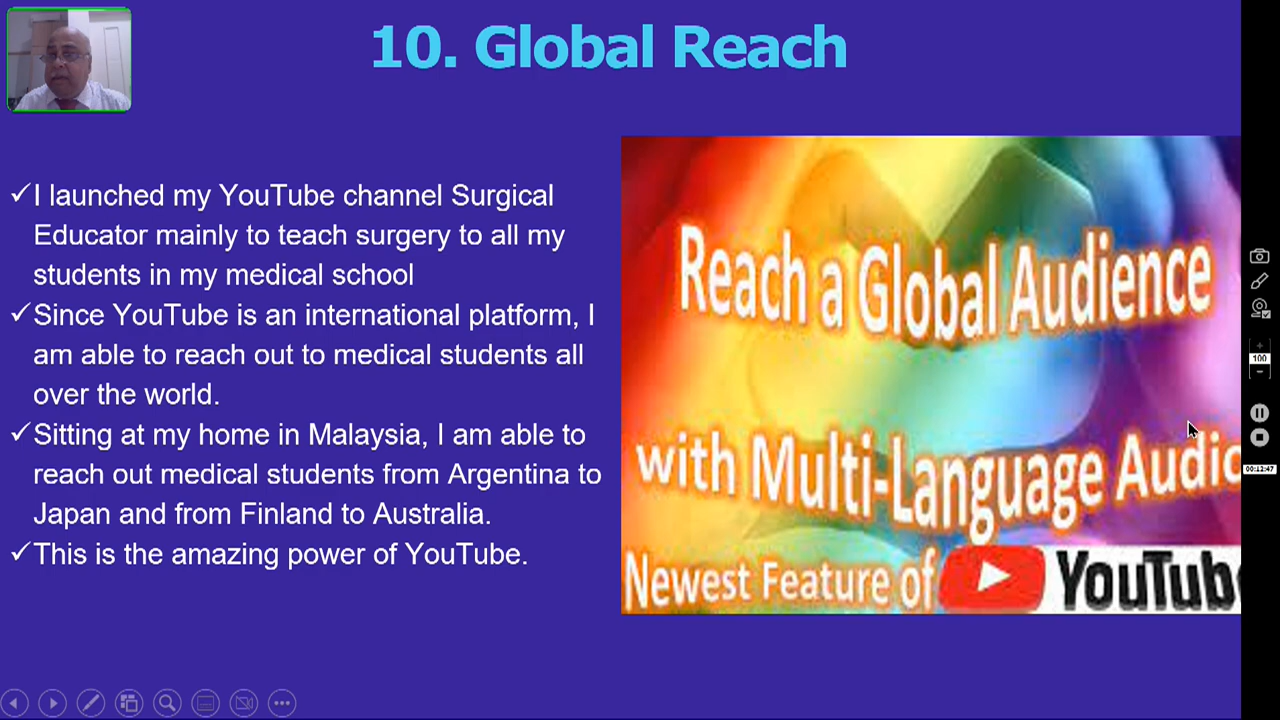 10. Global Reach
✓I launched my YouTube channel Surgical
Educator mainly to teach surgery to all my
students in my medical school
✓Since YouTube is an international platform, I
am able to reach out to medical students all
over the world.
✓Sitting at my home in Malaysia, I am able to
reach out medical students from Argentina to
Japan and from Finland to Australia.
✓This is the amazing power of YouTube.
Reach a Global Audience
with Multi-Language Audio
Newest Feature of YouTube
100
00:12:47